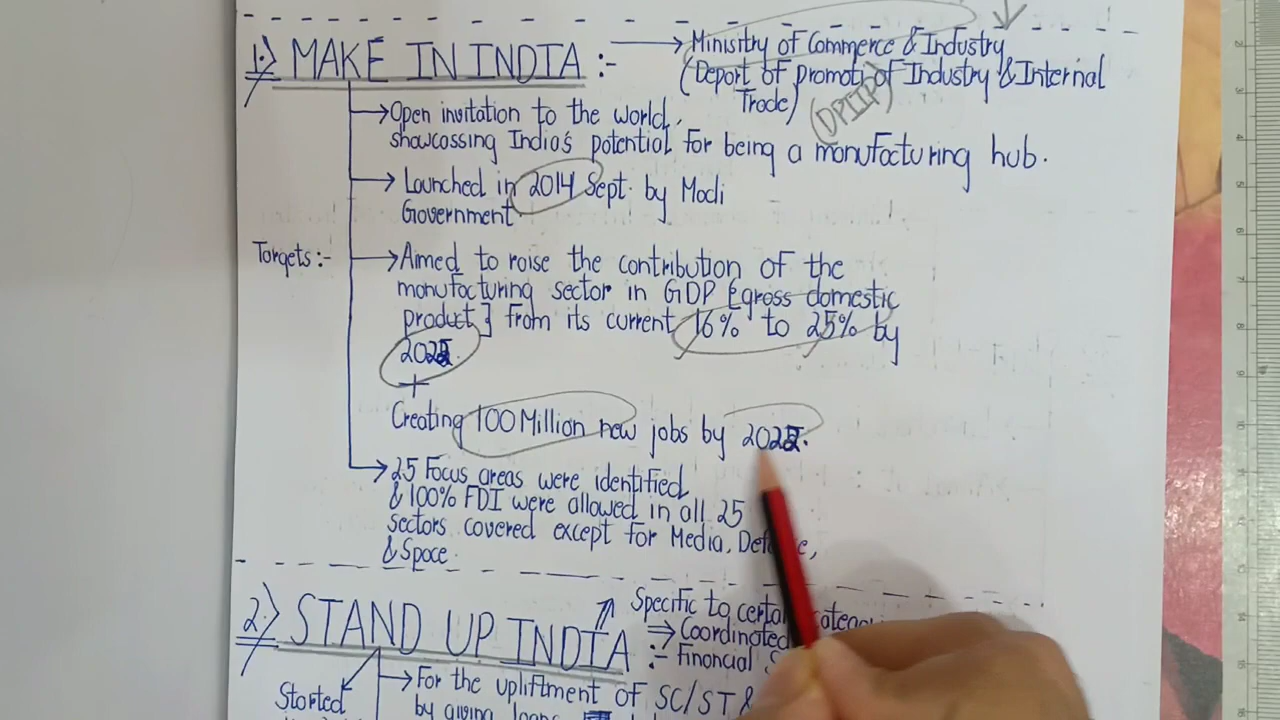 1.) MAKE IN INDIA :- → Minisitry of Commerce & Industry
(Deport of promoti of Industry & Internal
Trade) (DPIIP)
→ Open invitation to the world,
showcossing India's potential for being a manufacturing hub.
→ Launched in 2014 Sept. by Modi
Government
Targets :- → Aimed to raise the contribution of the
manufacturing sector in GDP [gross domestic
product] from its current 16% to 25% by
2022.
+
Creating 100 Million new jobs by 2022.
→ 25 Focus areas were identified
& 100% FDI were allowed in all 25
sectors covered except for Media,
& Space.
2.) STAND UP INDIA :- Specific to
⇒ Coordinated
Financial
Started
→ For the upliftment of SC/ST &
by giving loans